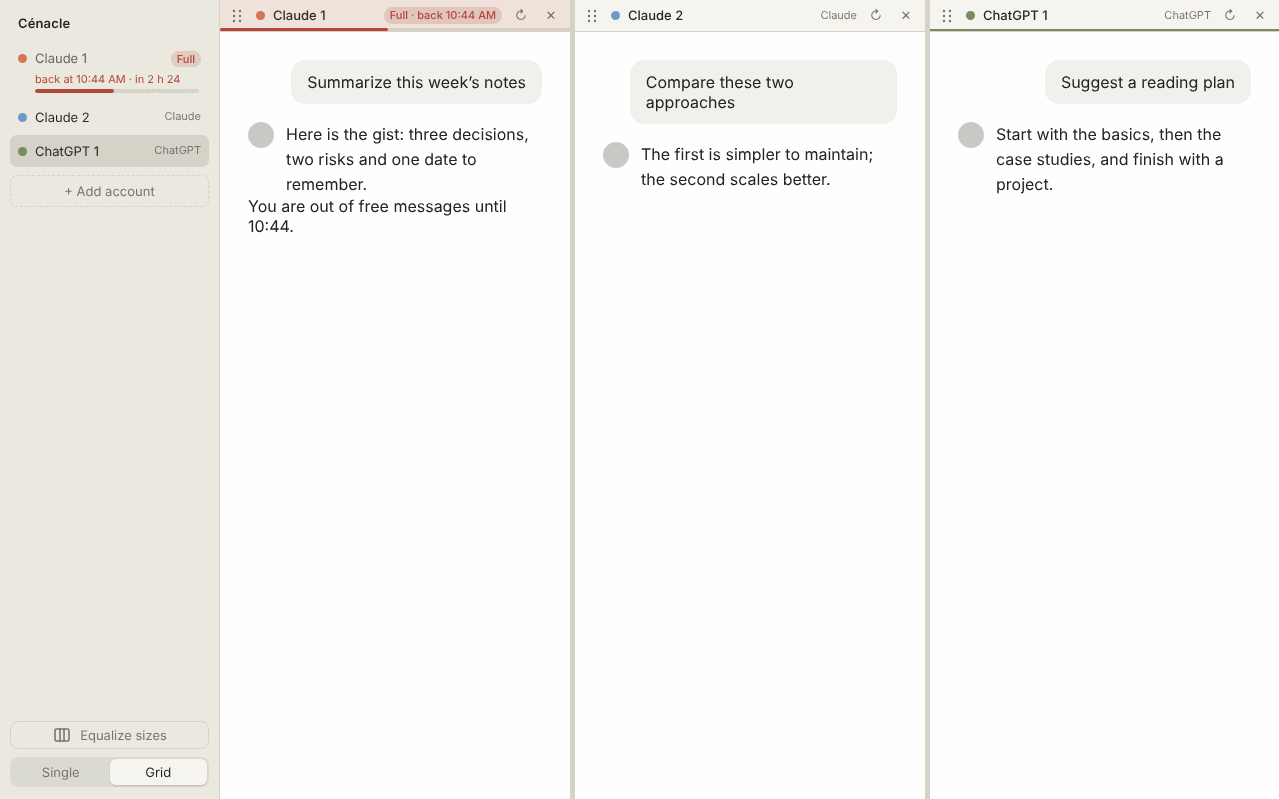 Cénacle
Claude 1
Full
back at 10:44 AM · in 2 h 24
Claude 2
Claude
ChatGPT 1
ChatGPT
+ Add account
Equalize sizes
Single
Grid
Claude 1
Full · back 10:44 AM
Summarize this week’s notes
Here is the gist: three decisions,
two risks and one date to
remember.
You are out of free messages until
10:44.
Claude 2
Claude
Compare these two
approaches
The first is simpler to maintain;
the second scales better.
ChatGPT 1
ChatGPT
Suggest a reading plan
Start with the basics, then the
case studies, and finish with a
project.